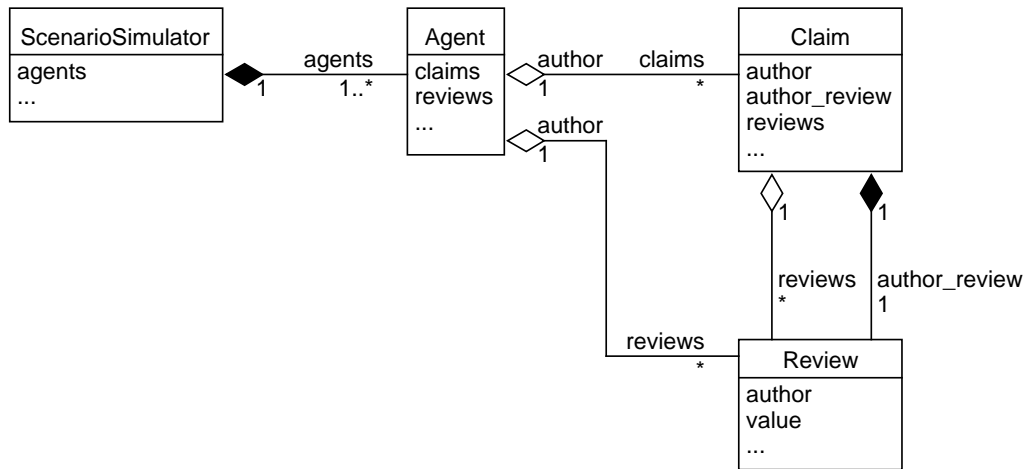 ScenarioSimulator
agents
...
agents
1
1..*
Agent
claims
reviews
...
author
1
claims
*
author
1
Claim
author
author_review
reviews
...
1
1
reviews
*
author_review
1
reviews
*
Review
author
value
...